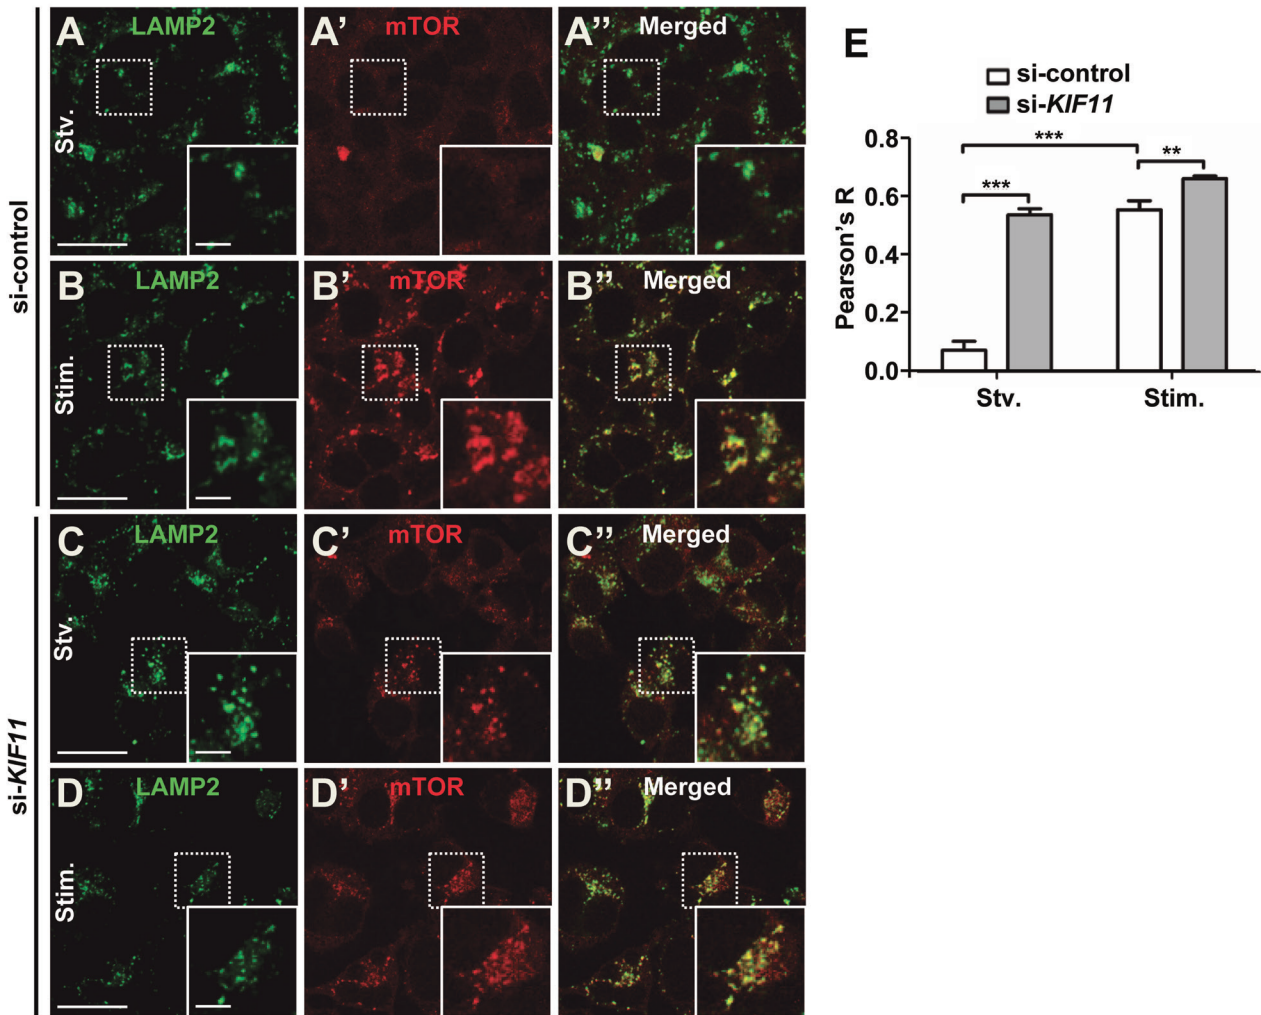 A LAMP2 A’ mTOR A’’ Merged
Stv.
B LAMP2 B’ mTOR B’’ Merged
Stim.
si-control
C LAMP2 C’ mTOR C’’ Merged
Stv.
D LAMP2 D’ mTOR D’’ Merged
Stim.
si-KIF11
E
si-control
si-KIF11
Pearson’s R
0.8
0.6
0.4
0.2
0.0
***
***
**
Stv. Stim.